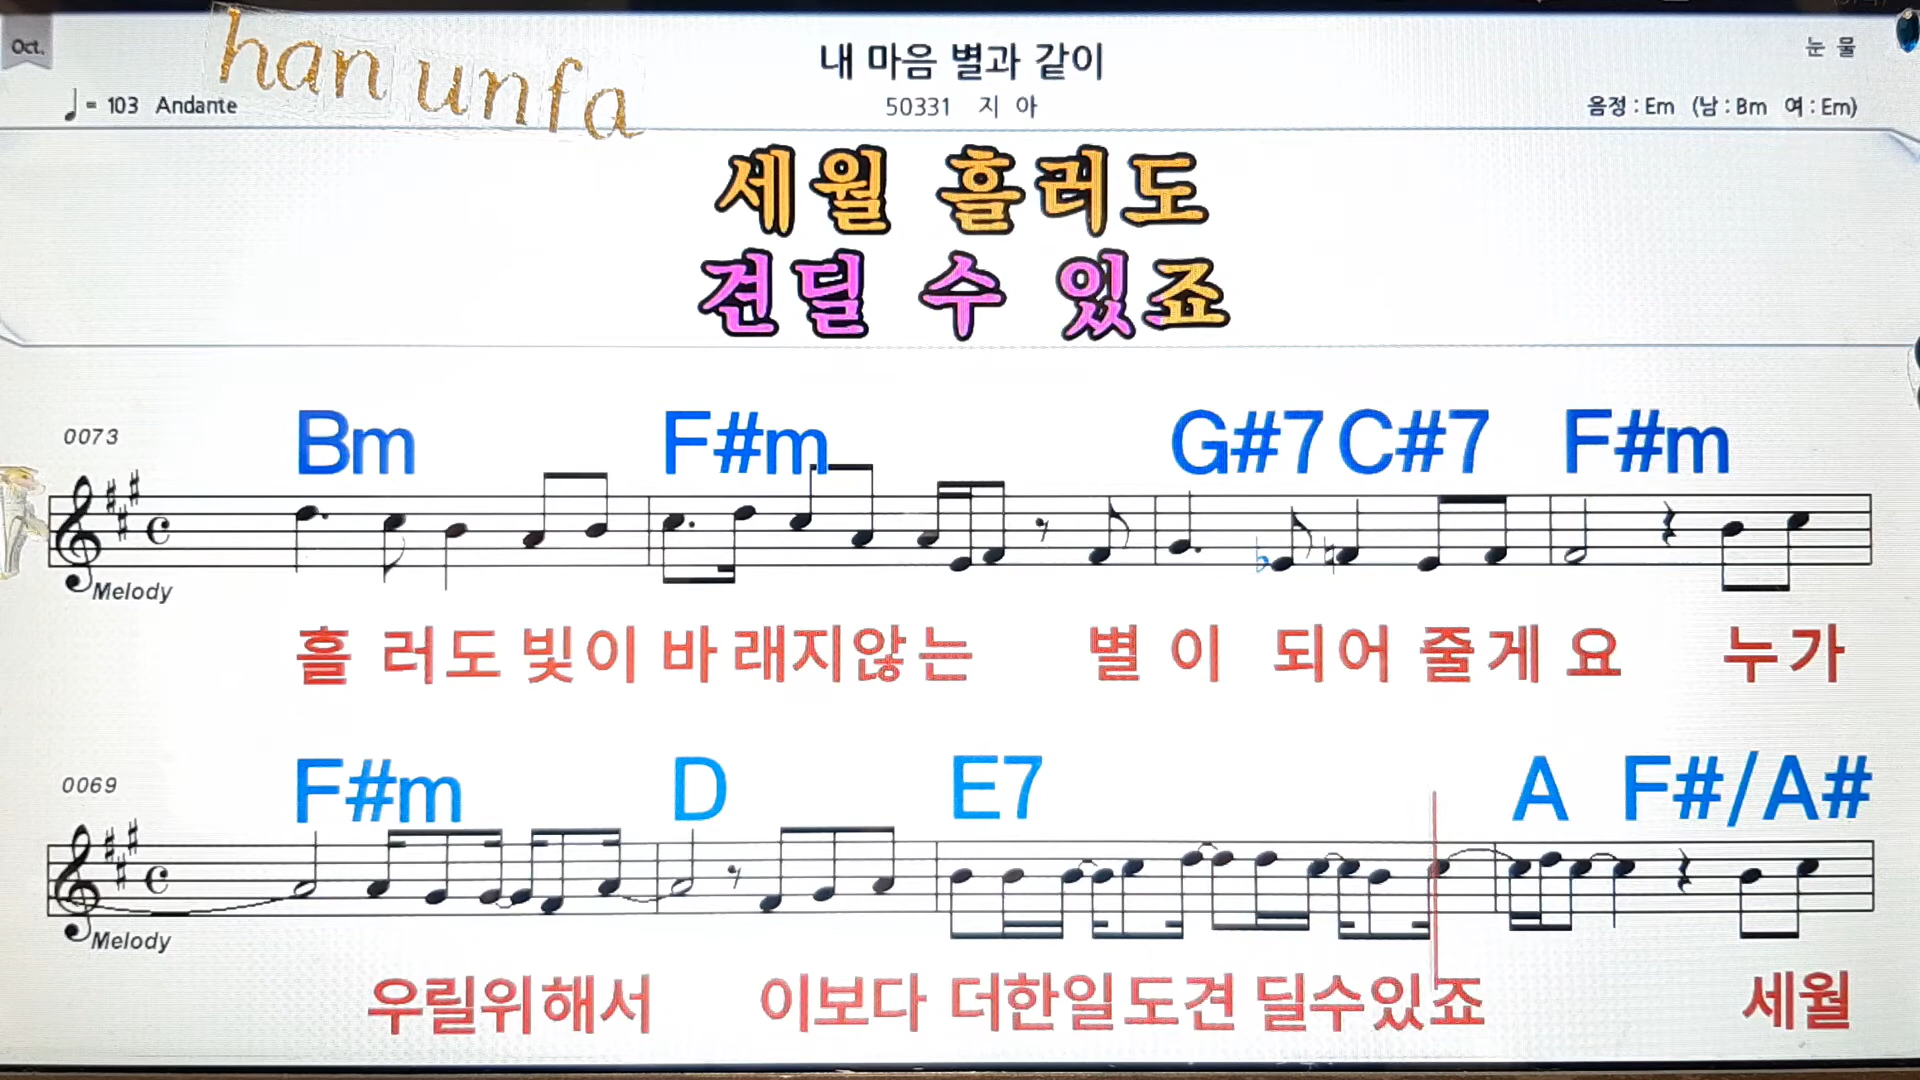 Oct.
han unfa
내 마음 별과 같이
눈 물
♩= 103 Andante
50331 지 아
음정 : Em (남 : Bm 여 : Em)
세월 흘러도
견딜 수 있죠
0073
Bm F#m G#7 C#7 F#m
Melody
흘 러도 빛이 바 래지않는 별 이 되어 줄게 요 누가
0069
F#m D E7 A F#/A#
Melody
우릴위해서 이보다 더한일도견 딜수있죠 세월